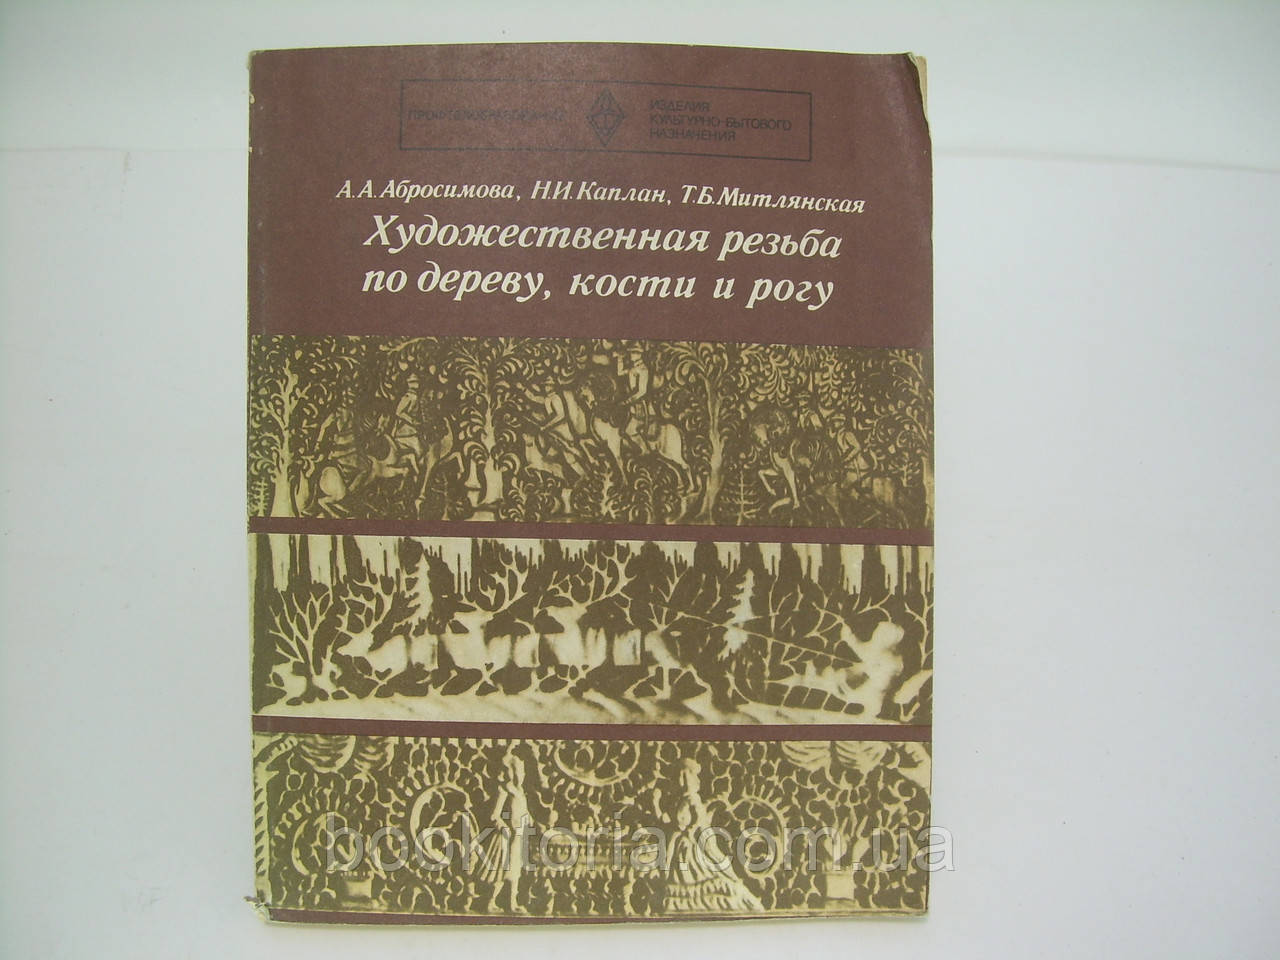 ПРОФТЕХОБРАЗОВАНИЕ
ИЗДЕЛИЯ
КУЛЬТУРНО-БЫТОВОГО
НАЗНАЧЕНИЯ
А.А.Абросимова, Н.И.Каплан, Т.Б.Митлянская
Художественная резьба
по дереву, кости и рогу
bookitoria.com.ua